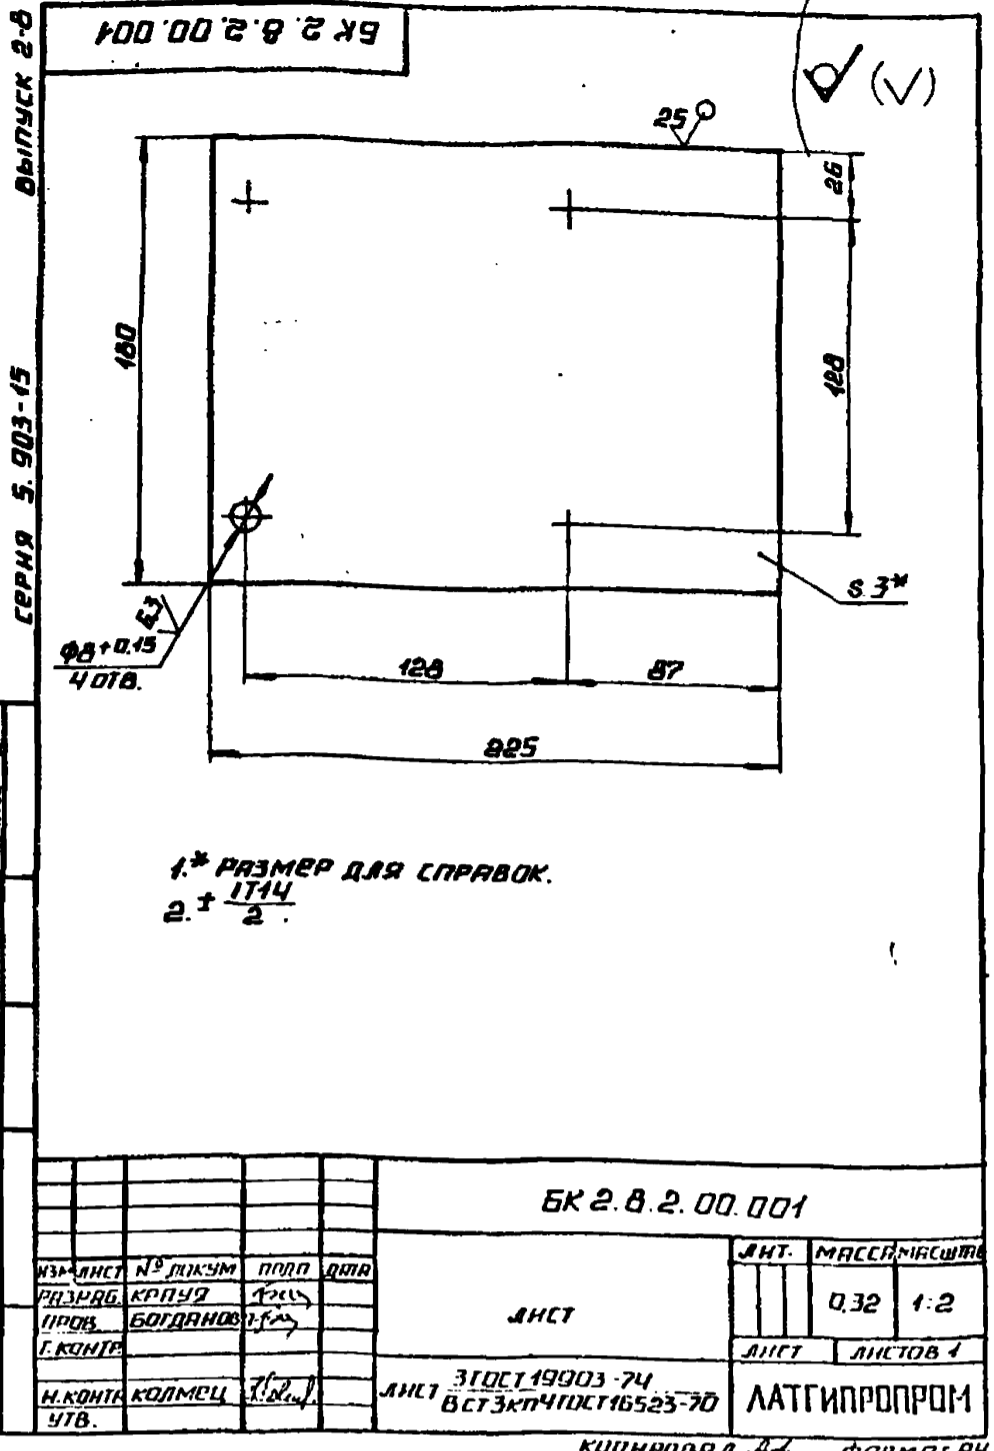 БК 2.8.2.00.001
ВЫПУСК 2-8
СЕРИЯ 5.903-15
(√)
25
26
180
128
S 3*
6,3
Ф8+0,15
4 ОТВ.
128
87
225
1.* РАЗМЕР ДЛЯ СПРАВОК.
2. ± IT14
2
БК 2.8.2.00.001
ИЗМ ЛИСТ № ДОКУМ ПОДП ДАТА
РАЗРАБ. КРАУЯ
ПРОВ. БОГДАНОВ
Т. КОНТР.
Н. КОНТР КОЛМЕЦ
УТВ.
ЛИСТ
ЛИТ. МАССА МАСШТАБ
0,32 1:2
ЛИСТ ЛИСТОВ 1
ЛИСТ 3 ГОСТ 19903-74
ВСТ3кп4 ГОСТ 16523-70
ЛАТГИПРОПРОМ
КОПИРОВАЛ ФОРМАТ А4